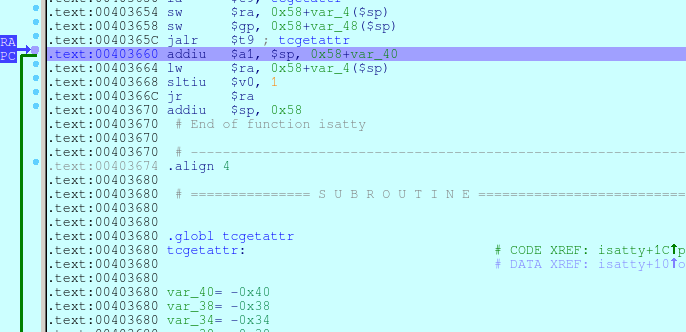 .text:00403654 sw $ra, 0x58+var_4($sp)
.text:00403658 sw $gp, 0x58+var_48($sp)
.text:0040365C jalr $t9 ; tcgetattr
RA
PC
.text:00403660 addiu $a1, $sp, 0x58+var_40
.text:00403664 lw $ra, 0x58+var_4($sp)
.text:00403668 sltiu $v0, 1
.text:0040366C jr $ra
.text:00403670 addiu $sp, 0x58
.text:00403670 # End of function isatty
.text:00403670
.text:00403670 # ---------------------------------------------------------------
.text:00403674 .align 4
.text:00403680
.text:00403680 # =============== S U B R O U T I N E ===========================
.text:00403680
.text:00403680
.text:00403680 .globl tcgetattr
.text:00403680 tcgetattr: # CODE XREF: isatty+1C↑p
.text:00403680 # DATA XREF: isatty+10↑o
.text:00403680
.text:00403680 var_40= -0x40
.text:00403680 var_38= -0x38
.text:00403680 var_34= -0x34